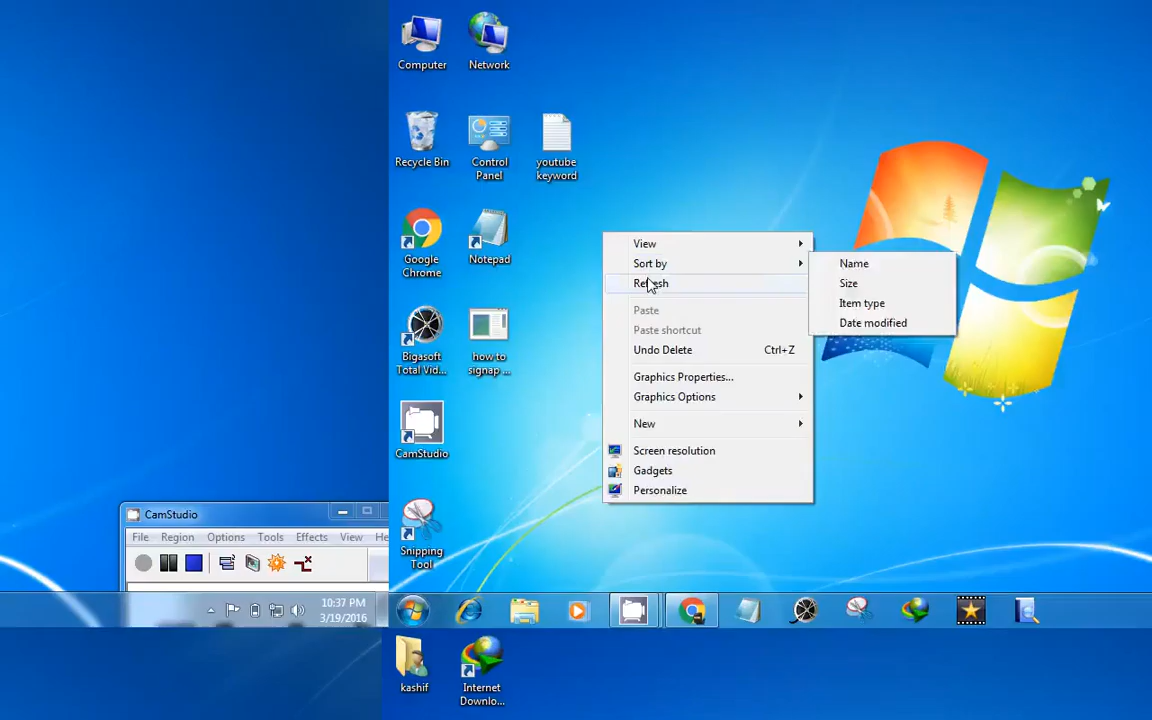 Computer
Network
Recycle Bin
Control
Panel
youtube
keyword
Google
Chrome
Notepad
Bigasoft
Total Vid...
how to
signap ...
CamStudio
Snipping
Tool
View
Sort by
Refresh
Paste
Paste shortcut
Undo Delete Ctrl+Z
Graphics Properties...
Graphics Options
New
Screen resolution
Gadgets
Personalize
Name
Size
Item type
Date modified
CamStudio
File Region Options Tools Effects View He
10:37 PM
3/19/2016
kashif
Internet
Downlo...